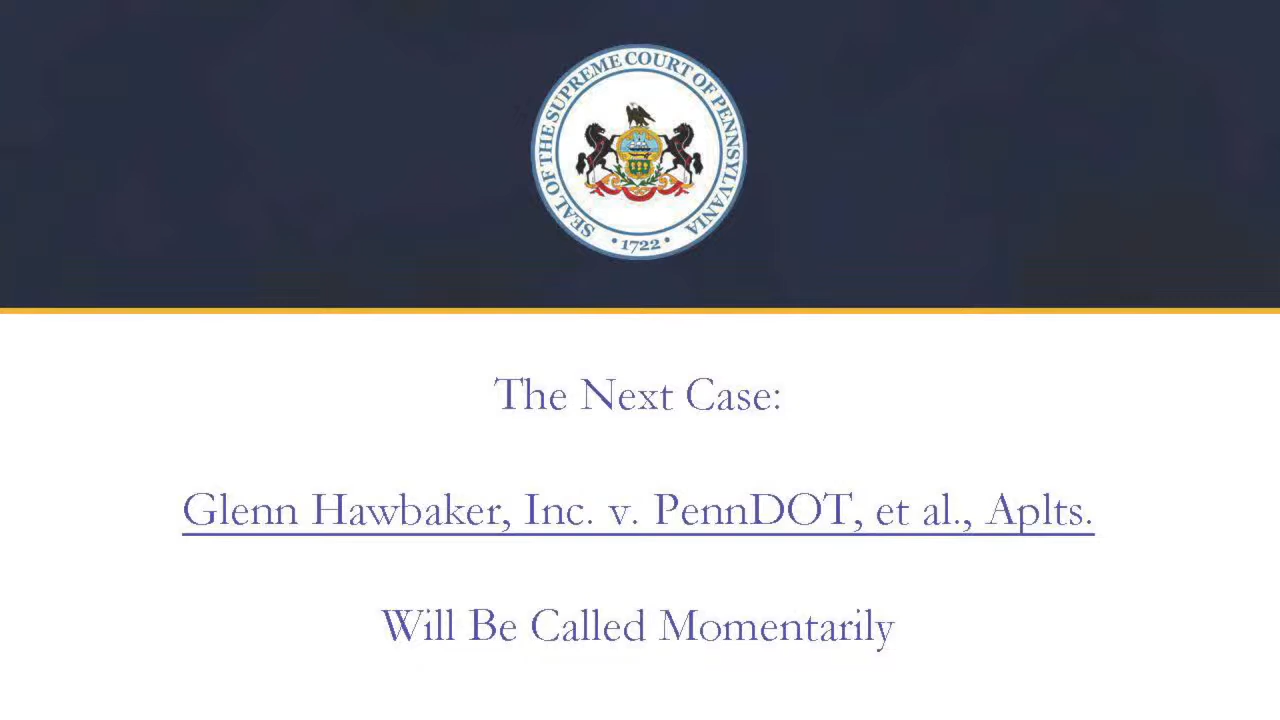 SEAL OF THE SUPREME COURT OF PENNSYLVANIA
• 1722 •
The Next Case:
Glenn Hawbaker, Inc. v. PennDOT, et al., Aplts.
Will Be Called Momentarily